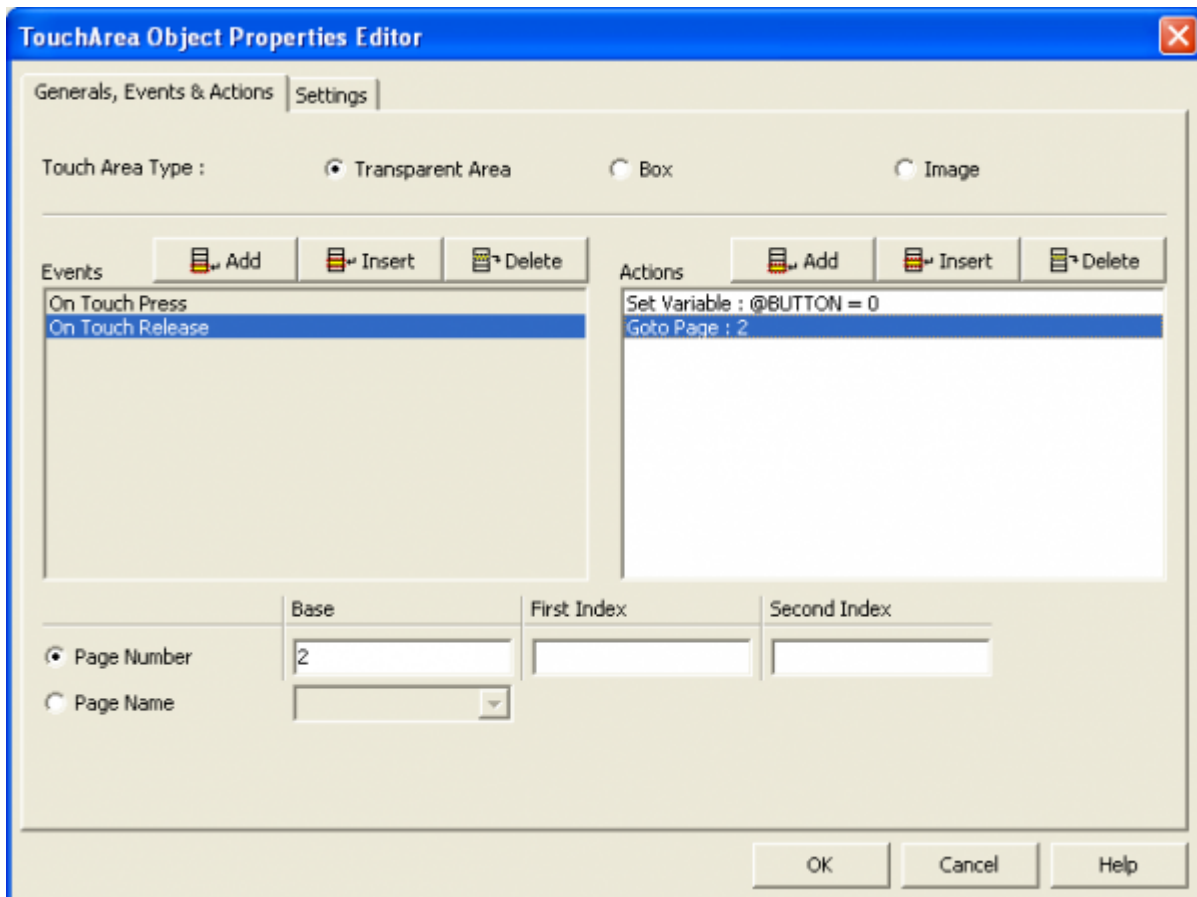 TouchArea Object Properties Editor
Generals, Events & Actions Settings
Touch Area Type : Transparent Area Box Image
Events Add Insert Delete Actions Add Insert Delete
On Touch Press
On Touch Release
Set Variable : @BUTTON = 0
Goto Page : 2
Base First Index Second Index
Page Number 2
Page Name
OK Cancel Help